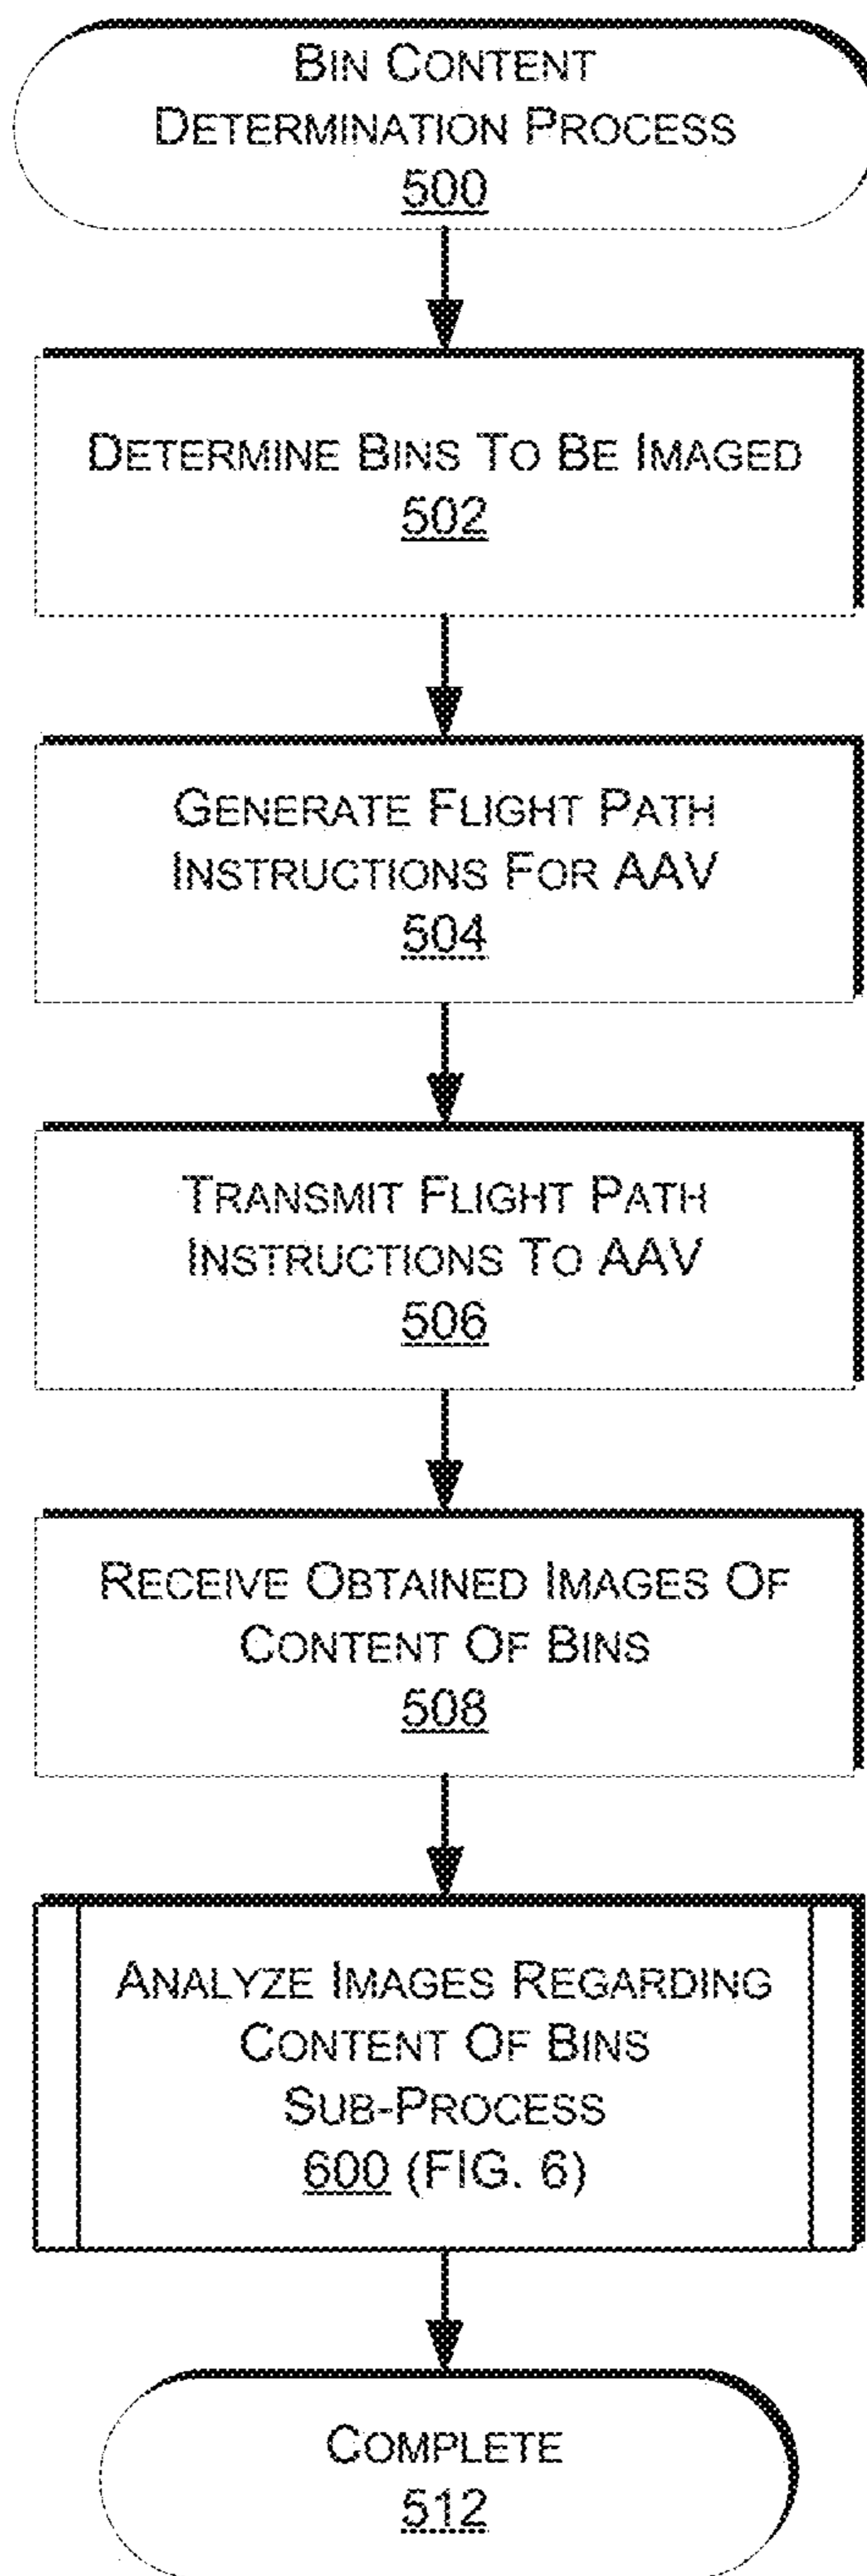 BIN CONTENT
DETERMINATION PROCESS
500
DETERMINE BINS TO BE IMAGED
502
GENERATE FLIGHT PATH
INSTRUCTIONS FOR AAV
504
TRANSMIT FLIGHT PATH
INSTRUCTIONS TO AAV
506
RECEIVE OBTAINED IMAGES OF
CONTENT OF BINS
508
ANALYZE IMAGES REGARDING
CONTENT OF BINS
SUB-PROCESS
600 (FIG. 6)
COMPLETE
512